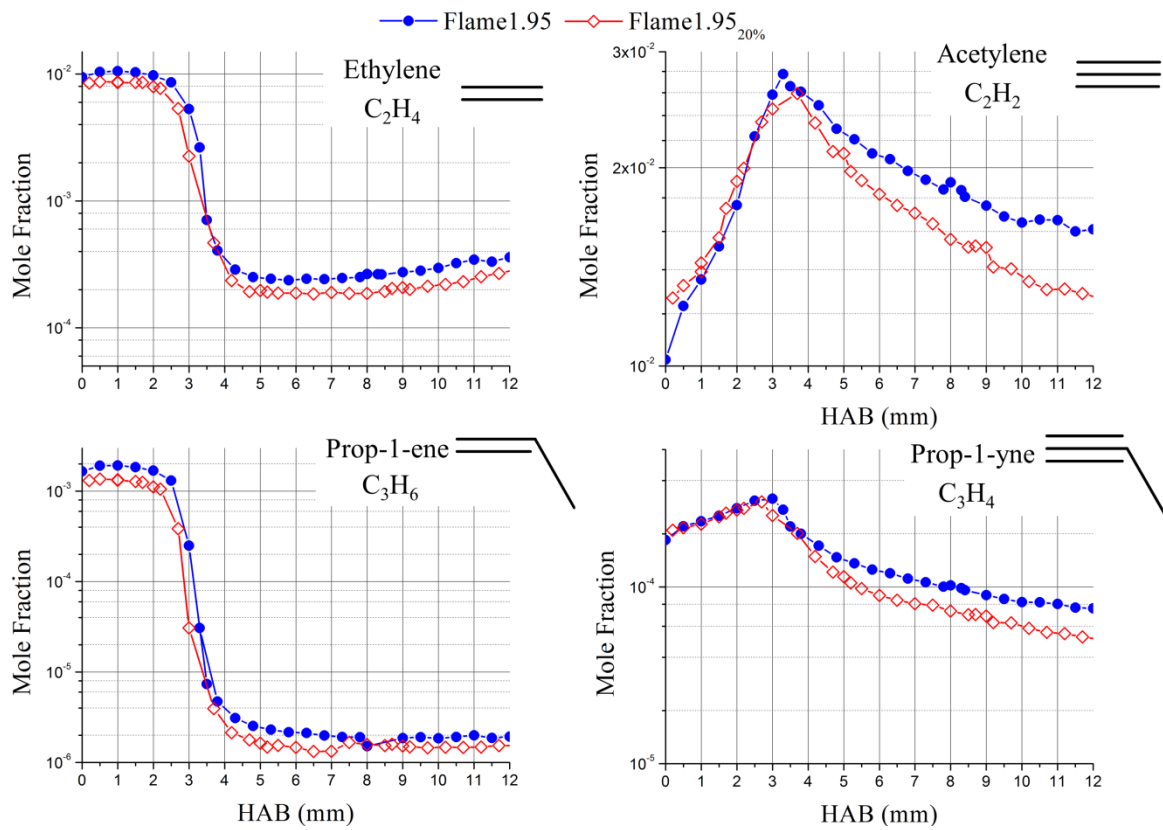 Flame1.95 Flame1.95₂₀%
Ethylene
C₂H₄
Mole Fraction
10⁻²
10⁻³
10⁻⁴
0 1 2 3 4 5 6 7 8 9 10 11 12
Acetylene
C₂H₂
Mole Fraction
3x10⁻²
2x10⁻²
10⁻²
0 1 2 3 4 5 6 7 8 9 10 11 12
HAB (mm)
Prop-1-ene
C₃H₆
Mole Fraction
10⁻³
10⁻⁴
10⁻⁵
10⁻⁶
0 1 2 3 4 5 6 7 8 9 10 11 12
HAB (mm)
Prop-1-yne
C₃H₄
Mole Fraction
10⁻⁴
10⁻⁵
0 1 2 3 4 5 6 7 8 9 10 11 12
HAB (mm)